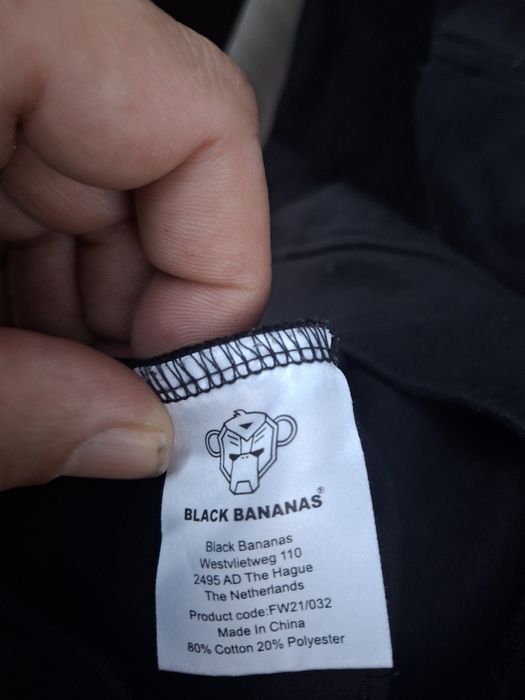 BLACK BANANAS®
Black Bananas
Westvlietweg 110
2495 AD The Hague
The Netherlands
Product code:FW21/032
Made In China
80% Cotton 20% Polyester